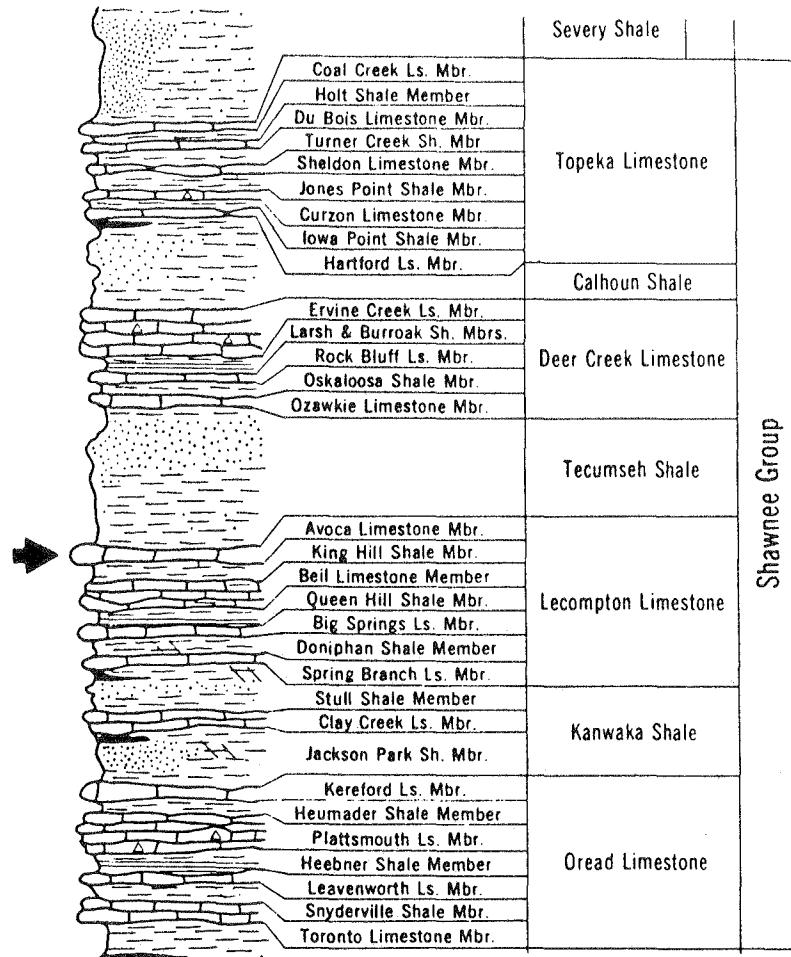 Severy Shale
Coal Creek Ls. Mbr.
Holt Shale Member
Du Bois Limestone Mbr.
Turner Creek Sh. Mbr
Sheldon Limestone Mbr.
Jones Point Shale Mbr.
Curzon Limestone Mbr.
Iowa Point Shale Mbr.
Hartford Ls. Mbr.
Topeka Limestone
Calhoun Shale
Ervine Creek Ls. Mbr.
Larsh & Burroak Sh. Mbrs.
Rock Bluff Ls. Mbr.
Oskaloosa Shale Mbr.
Ozawkie Limestone Mbr.
Deer Creek Limestone
Tecumseh Shale
Avoca Limestone Mbr.
King Hill Shale Mbr.
Beil Limestone Member
Queen Hill Shale Mbr.
Big Springs Ls. Mbr.
Doniphan Shale Member
Spring Branch Ls. Mbr.
Lecompton Limestone
Stull Shale Member
Clay Creek Ls. Mbr.
Jackson Park Sh. Mbr.
Kanwaka Shale
Kereford Ls. Mbr.
Heumader Shale Member
Plattsmouth Ls. Mbr.
Heebner Shale Member
Leavenworth Ls. Mbr.
Snyderville Shale Mbr.
Toronto Limestone Mbr.
Oread Limestone
Shawnee Group